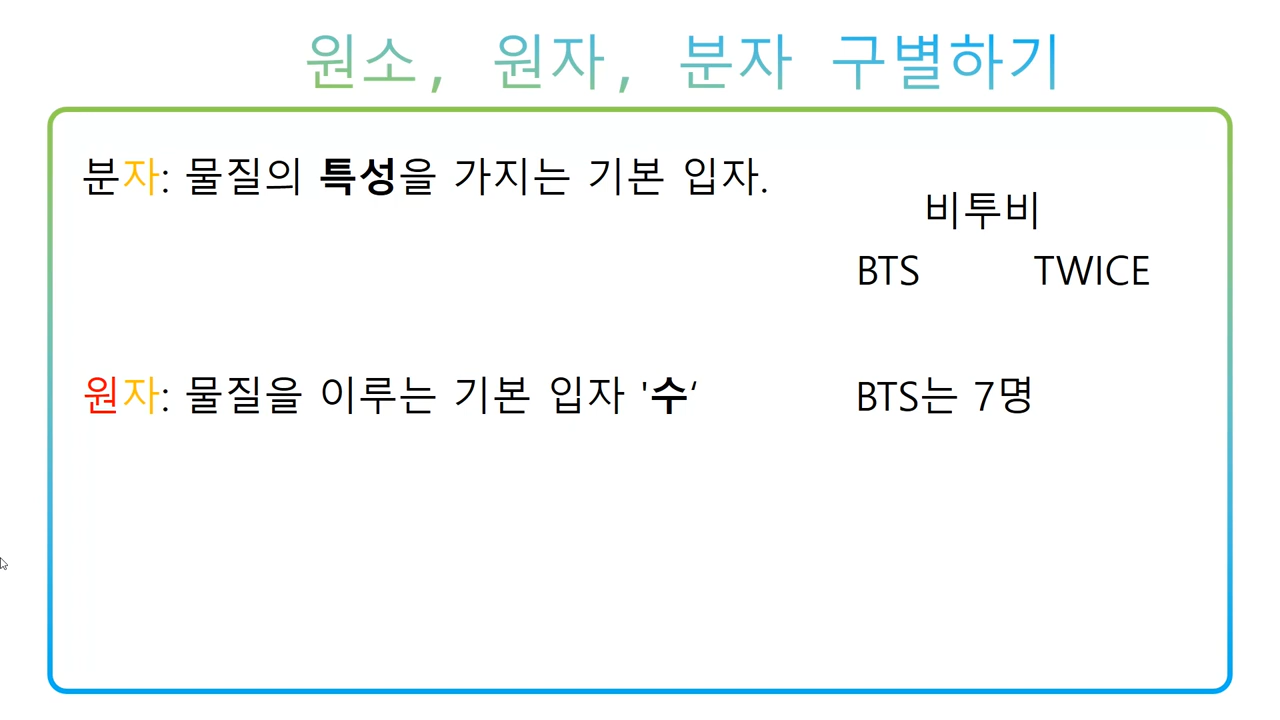 원소, 원자, 분자 구별하기
분자: 물질의 특성을 가지는 기본 입자.
비투비
BTS TWICE
원자: 물질을 이루는 기본 입자 '수‘
BTS는 7명